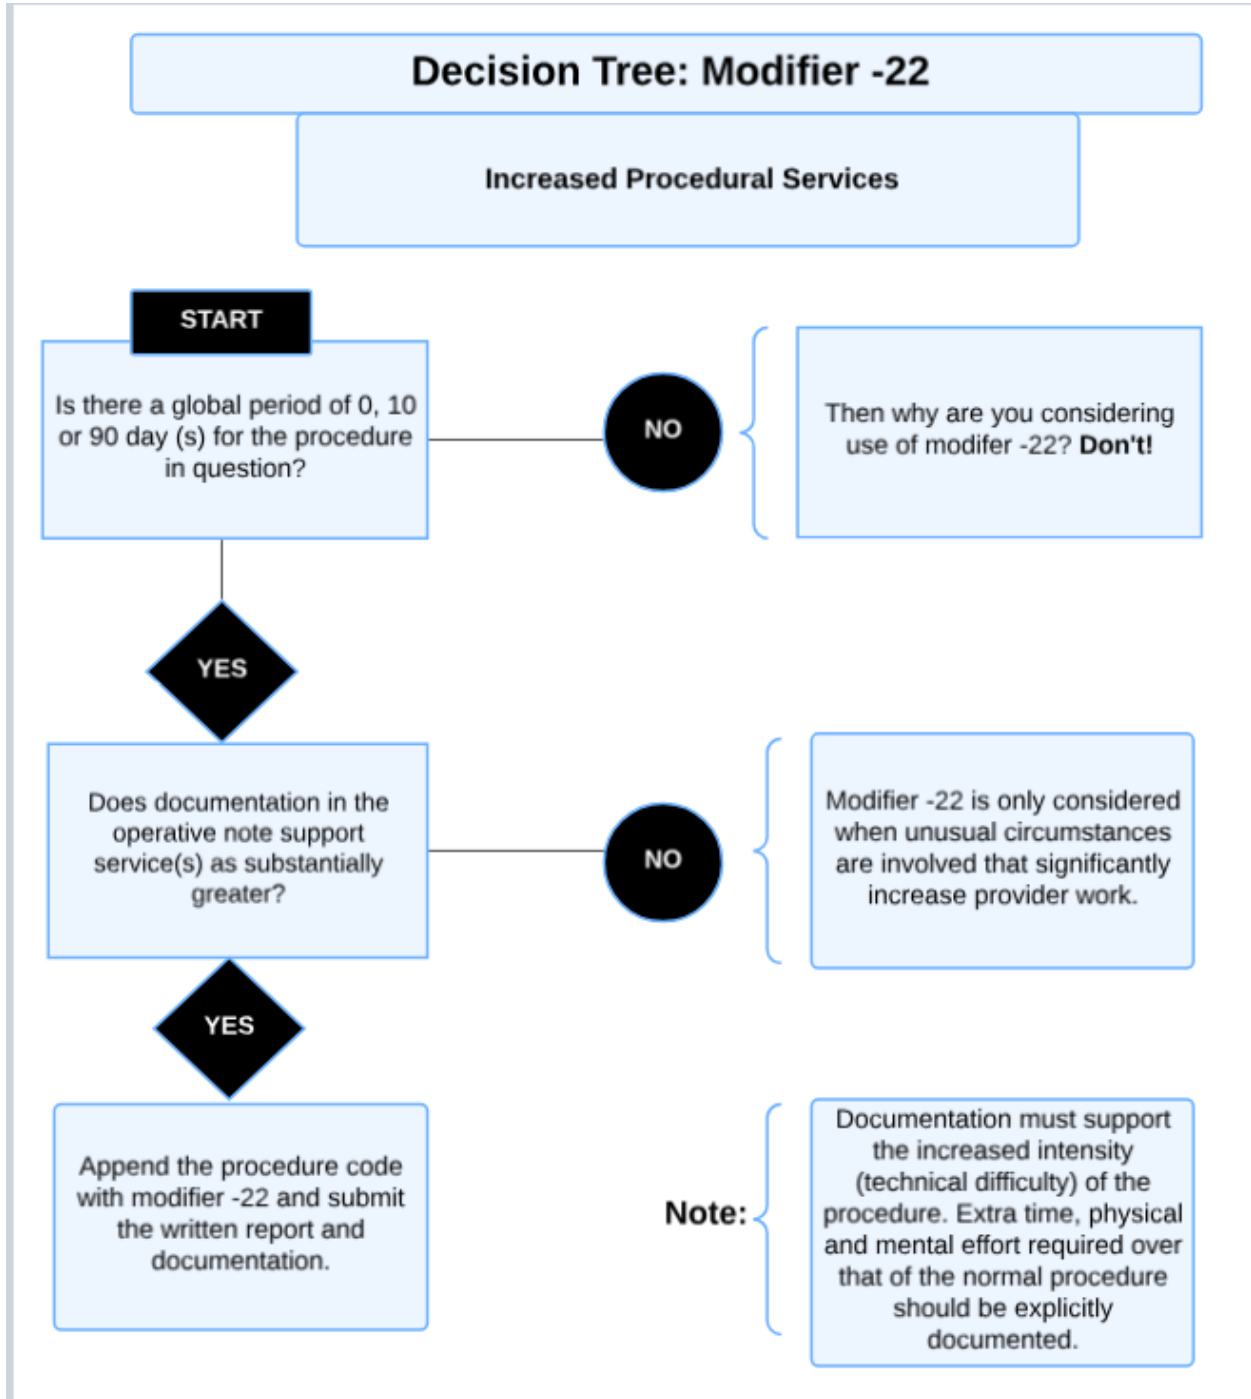 Decision Tree: Modifier -22
Increased Procedural Services
START
Is there a global period of 0, 10
or 90 day (s) for the procedure
in question?
NO
Then why are you considering
use of modifer -22? Don't!
YES
Does documentation in the
operative note support
service(s) as substantially
greater?
NO
Modifier -22 is only considered
when unusual circumstances
are involved that significantly
increase provider work.
YES
Append the procedure code
with modifier -22 and submit
the written report and
documentation.
Note:
Documentation must support
the increased intensity
(technical difficulty) of the
procedure. Extra time, physical
and mental effort required over
that of the normal procedure
should be explicitly
documented.